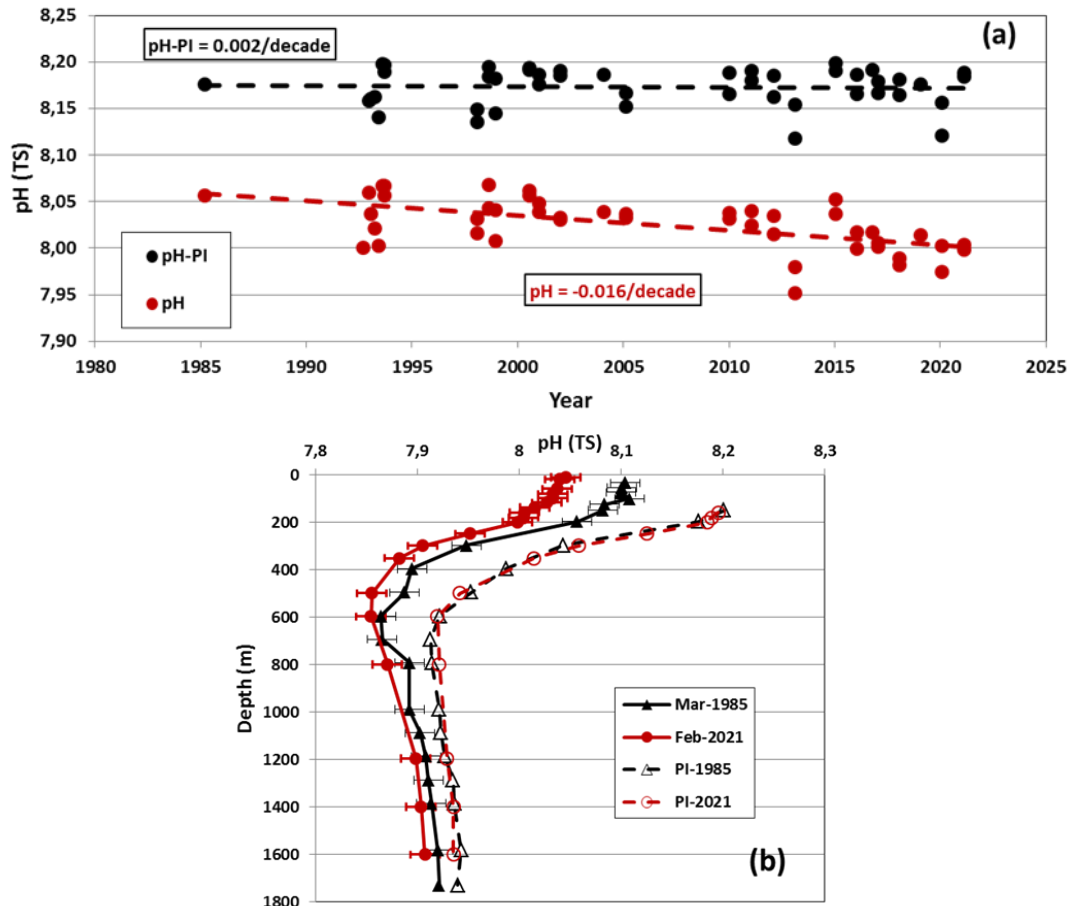 8,25
(a)
pH-PI = 0.002/decade
8,20
8,15
8,10
pH (TS)
8,05
8,00
pH-PI
pH = -0.016/decade
7,95
pH
7,90
1980 1985 1990 1995 2000 2005 2010 2015 2020 2025
Year
pH (TS)
7,8 7,9 8 8,1 8,2 8,3
0
200
400
600
Depth (m)
800
1000
1200
1400
1600
1800
Mar-1985
Feb-2021
PI-1985
PI-2021
(b)